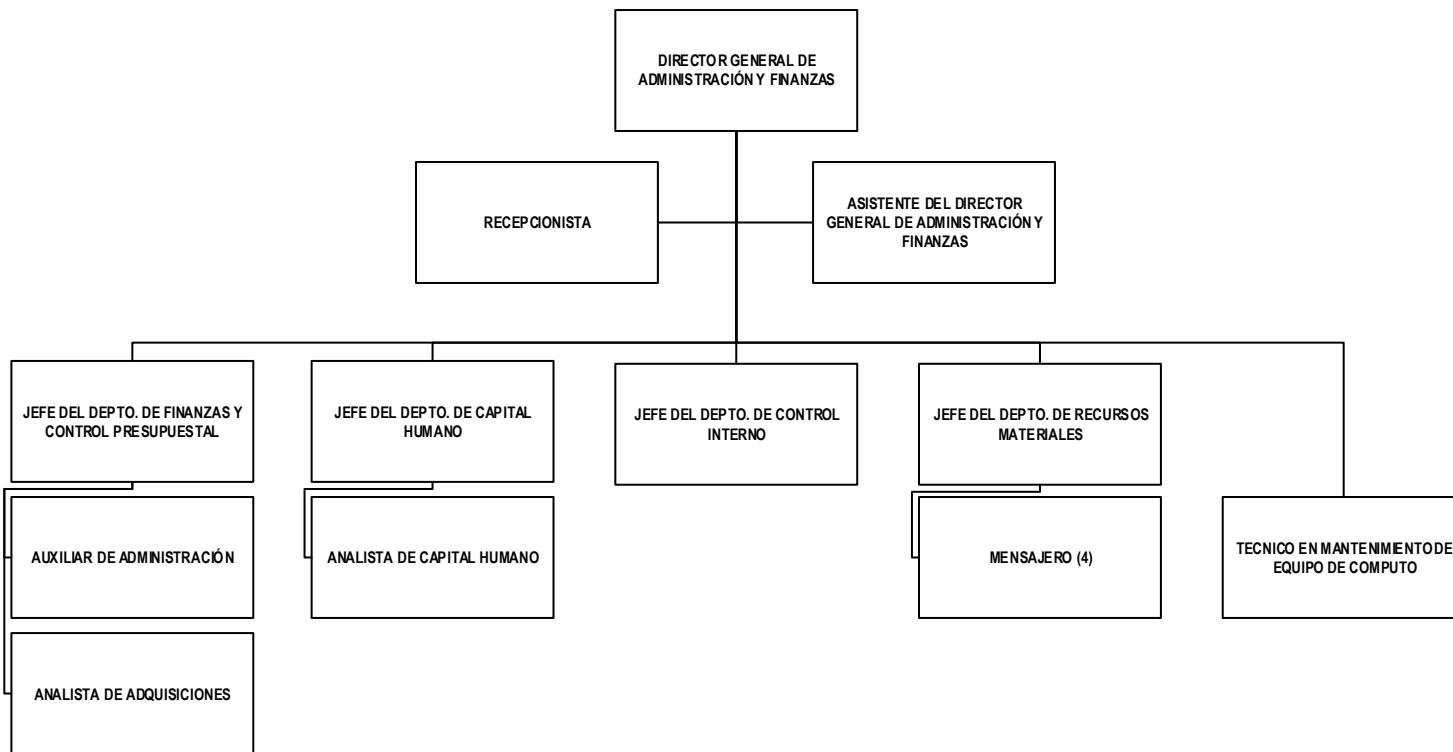 DIRECTOR GENERAL DE
ADMINISTRACIÓN Y FINANZAS
RECEPCIONISTA
ASISTENTE DEL DIRECTOR
GENERAL DE ADMINISTRACIÓN Y
FINANZAS
JEFE DEL DEPTO. DE FINANZAS Y
CONTROL PRESUPUESTAL
JEFE DEL DEPTO. DE CAPITAL
HUMANO
JEFE DEL DEPTO. DE CONTROL
INTERNO
JEFE DEL DEPTO. DE RECURSOS
MATERIALES
AUXILIAR DE ADMINISTRACIÓN
ANALISTA DE CAPITAL HUMANO
MENSAJERO (4)
TECNICO EN MANTENIMIENTO DE
EQUIPO DE COMPUTO
ANALISTA DE ADQUISICIONES